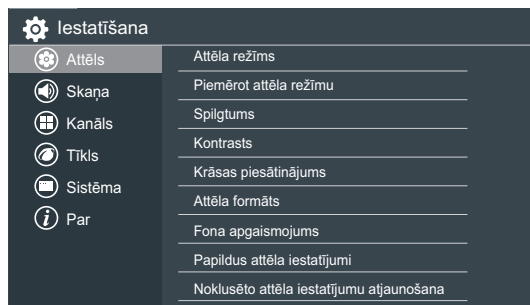 Iestatīšana
Attēls
Skaņa
Kanāls
Tīkls
Sistēma
Par
Attēla režīms
Piemērot attēla režīmu
Spilgtums
Kontrasts
Krāsas piesātinājums
Attēla formāts
Fona apgaismojums
Papildus attēla iestatījumi
Noklusēto attēla iestatījumu atjaunošana